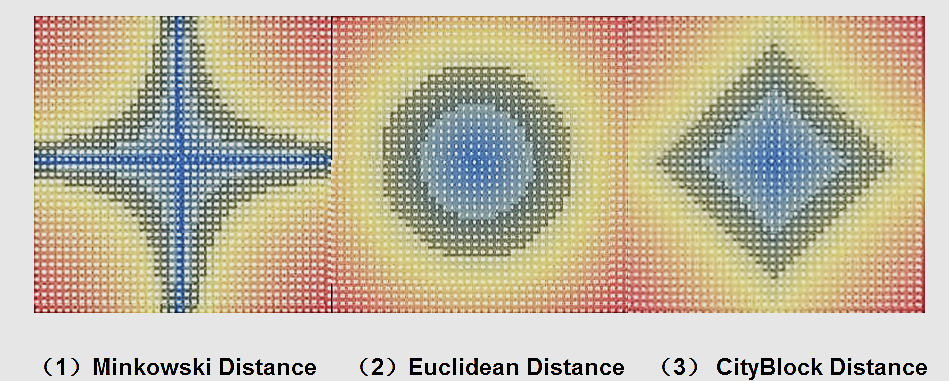 （1）Minkowski Distance （2）Euclidean Distance （3） CityBlock Distance